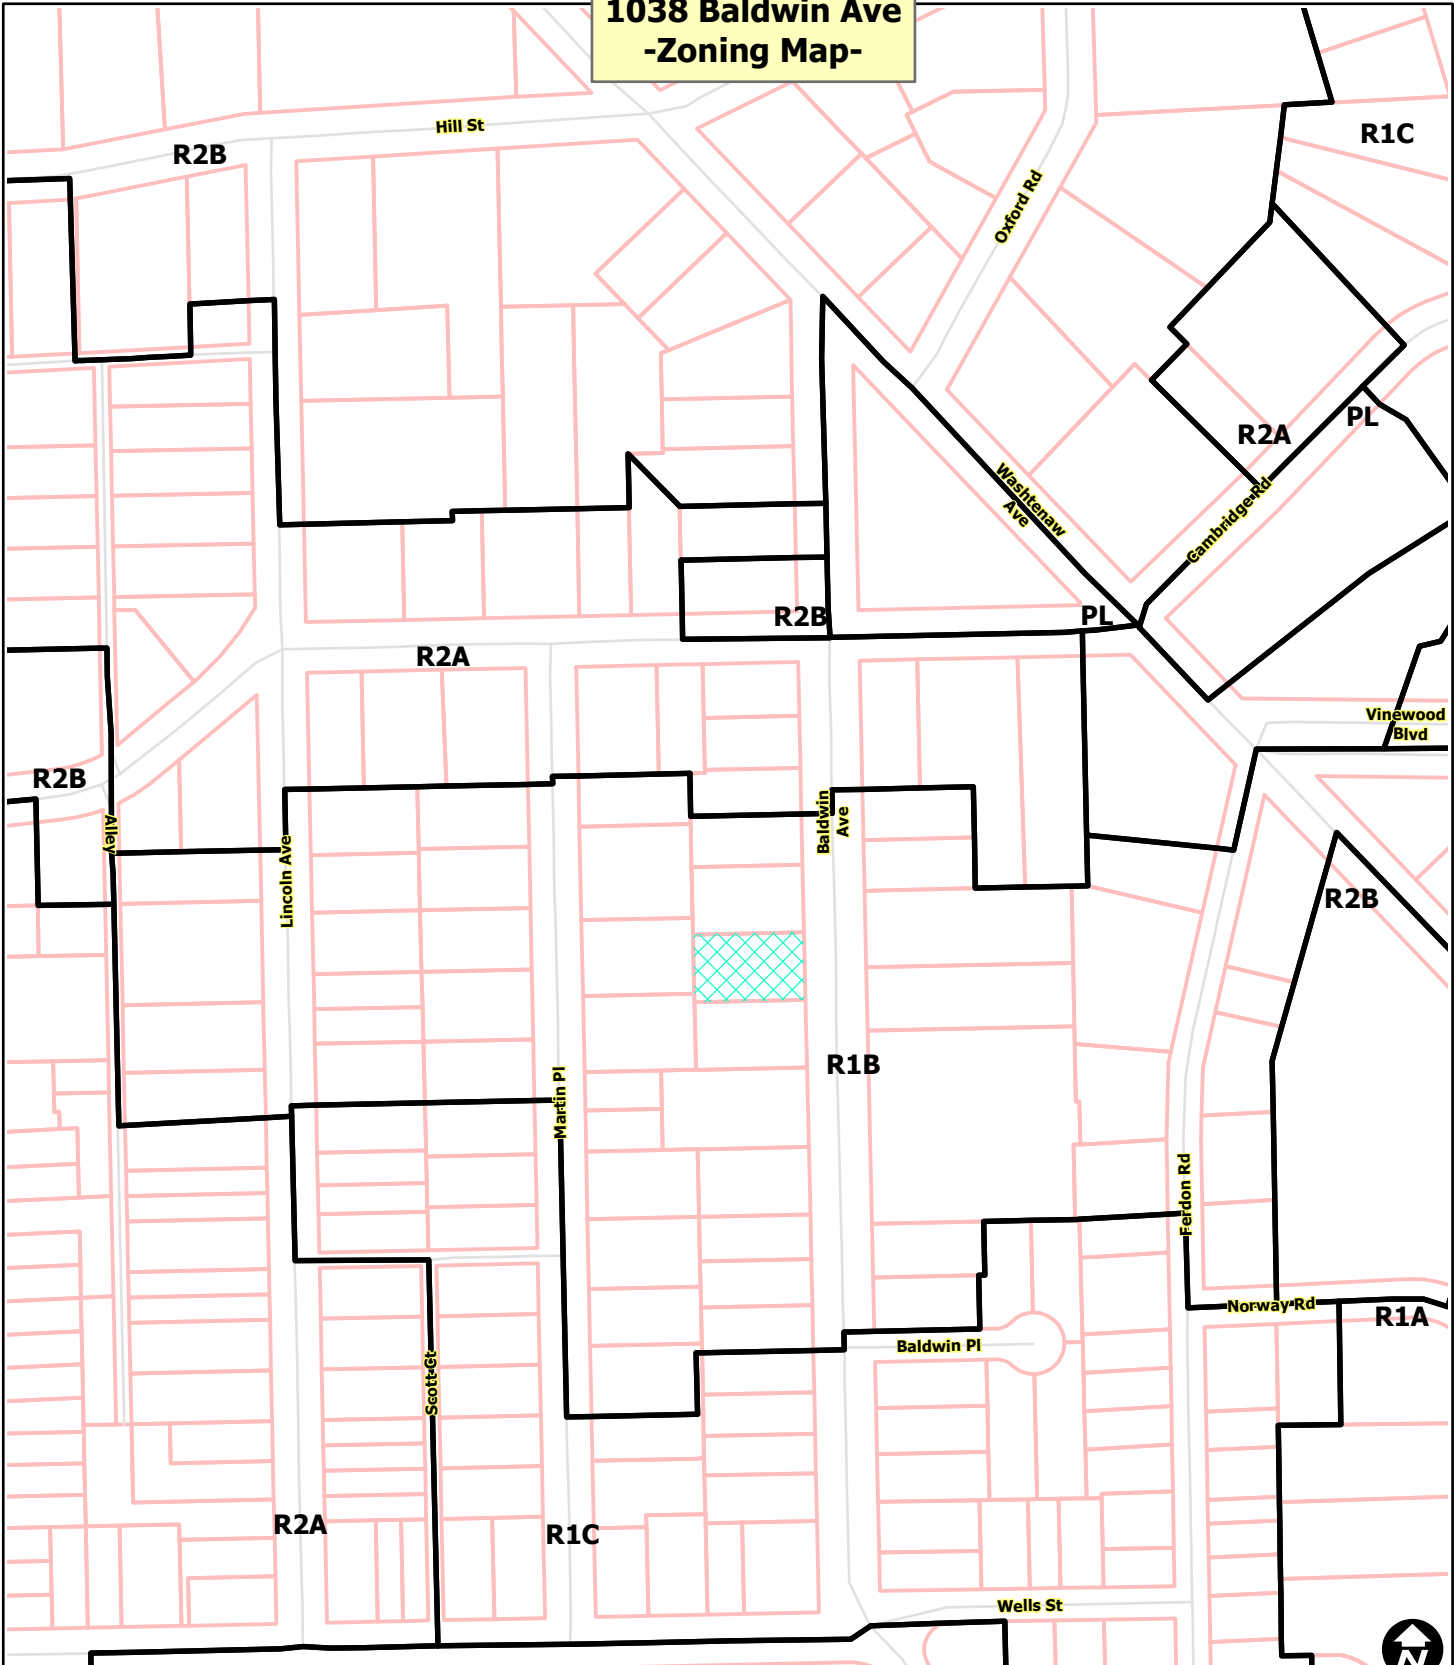 1038 Baldwin Ave
-Zoning Map-
Hill St
R2B
R1C
Oxford Rd
R2A
PL
Washtenaw
Ave
Cambridge Rd
R2B
PL
R2A
Vinewood
Blvd
R2B
Alley
Lincoln Ave
Baldwin
Ave
R2B
R1B
Martin Pl
Ferdon Rd
Norway Rd
R1A
Baldwin Pl
Scott Ct
R2A
R1C
Wells St
N